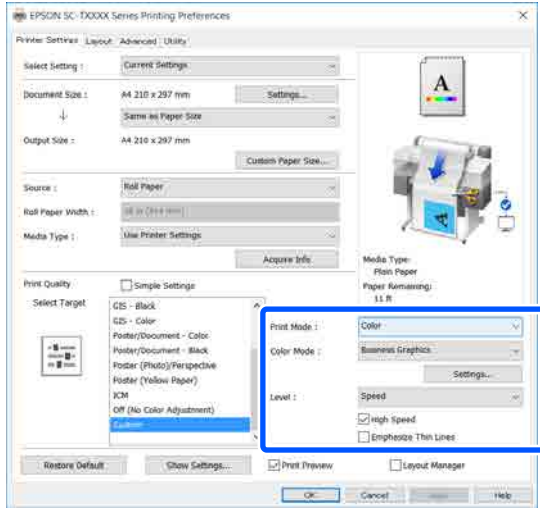 EPSON SC-TXXXX Series Printing Preferences
Printer Settings Layout Advanced Utility
Select Setting : Current Settings
Document Size : A4 210 x 297 mm Settings...
Same as Paper Size
Output Size : A4 210 x 297 mm
Custom Paper Size...
Source : Roll Paper
Roll Paper Width :
Media Type : Use Printer Settings
Acquire Info
A
Media Type:
Plain Paper
Paper Remaining:
11 ft
Print Quality Simple Settings
Select Target
GIS - Black
GIS - Color
Poster/Document - Color
Poster/Document - Black
Poster (Photo)/Perspective
Poster (Yellow Paper)
ICM
Off (No Color Adjustment)
Custom
Print Mode : Color
Color Mode : Business Graphics
Settings...
Level : Speed
High Speed
Emphasize Thin Lines
Restore Default Show Settings... Print Preview Layout Manager
OK Cancel Help